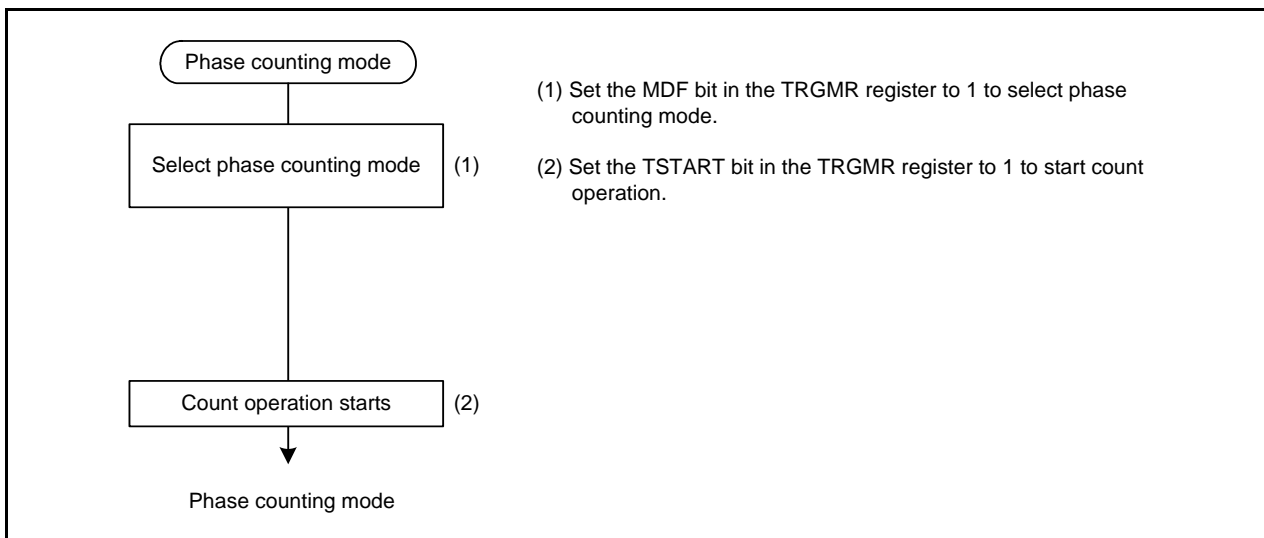 Phase counting mode
Select phase counting mode (1)
Count operation starts (2)
Phase counting mode
(1) Set the MDF bit in the TRGMR register to 1 to select phase
counting mode.
(2) Set the TSTART bit in the TRGMR register to 1 to start count
operation.